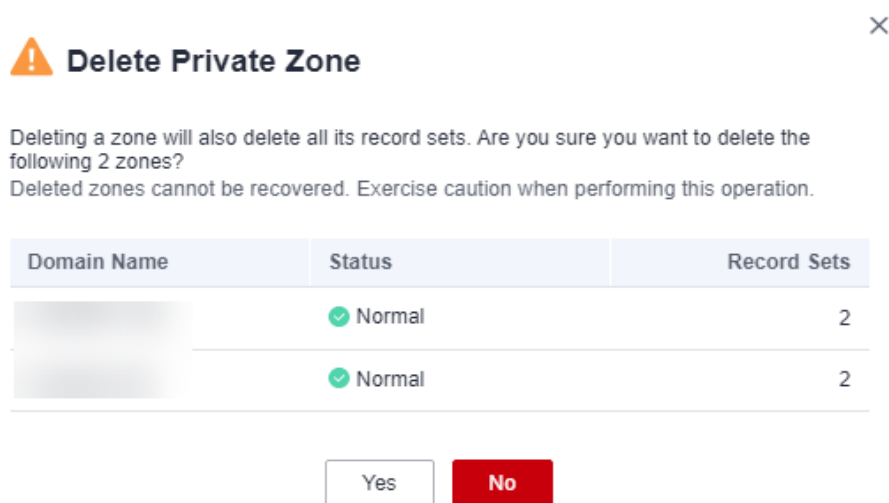 Delete Private Zone
Deleting a zone will also delete all its record sets. Are you sure you want to delete the
following 2 zones?
Deleted zones cannot be recovered. Exercise caution when performing this operation.
Domain Name Status Record Sets
Normal 2
Normal 2
Yes No